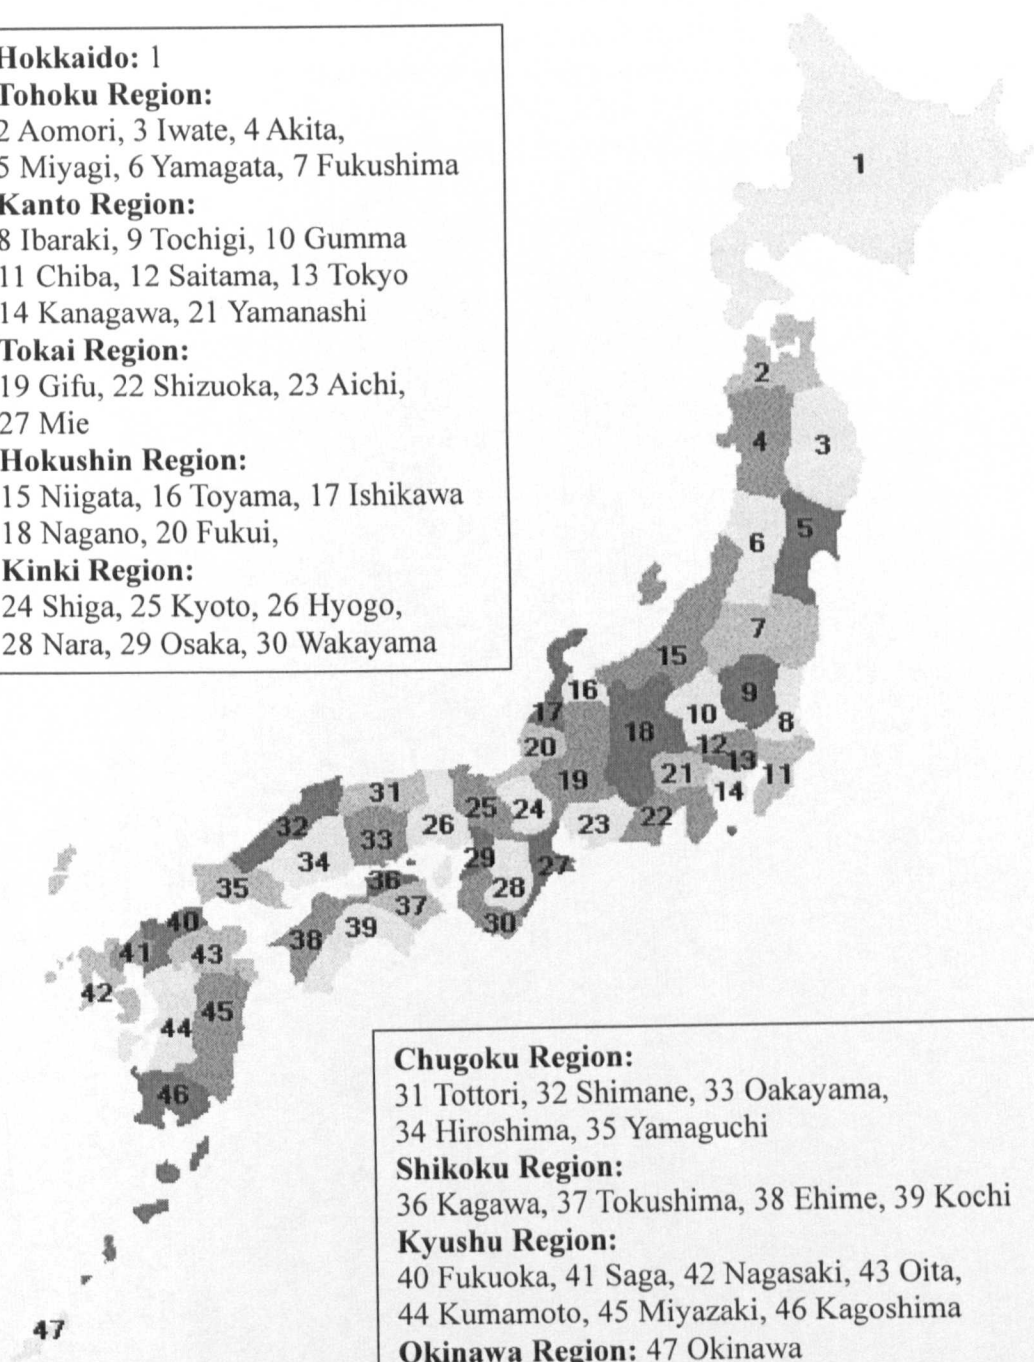 Hokkaido: 1
Tohoku Region:
2 Aomori, 3 Iwate, 4 Akita,
5 Miyagi, 6 Yamagata, 7 Fukushima
Kanto Region:
8 Ibaraki, 9 Tochigi, 10 Gumma
11 Chiba, 12 Saitama, 13 Tokyo
14 Kanagawa, 21 Yamanashi
Tokai Region:
19 Gifu, 22 Shizuoka, 23 Aichi,
27 Mie
Hokushin Region:
15 Niigata, 16 Toyama, 17 Ishikawa
18 Nagano, 20 Fukui,
Kinki Region:
24 Shiga, 25 Kyoto, 26 Hyogo,
28 Nara, 29 Osaka, 30 Wakayama
1
2
4
3
5
6
7
15
16
9
17
10
8
18
20
12
13
21
11
19
14
31
25
24
22
26
23
32
33
29
34
27
36
35
28
37
40
30
39
38
41
43
42
45
44
46
47
Chugoku Region:
31 Tottori, 32 Shimane, 33 Oakayama,
34 Hiroshima, 35 Yamaguchi
Shikoku Region:
36 Kagawa, 37 Tokushima, 38 Ehime, 39 Kochi
Kyushu Region:
40 Fukuoka, 41 Saga, 42 Nagasaki, 43 Oita,
44 Kumamoto, 45 Miyazaki, 46 Kagoshima
Okinawa Region: 47 Okinawa